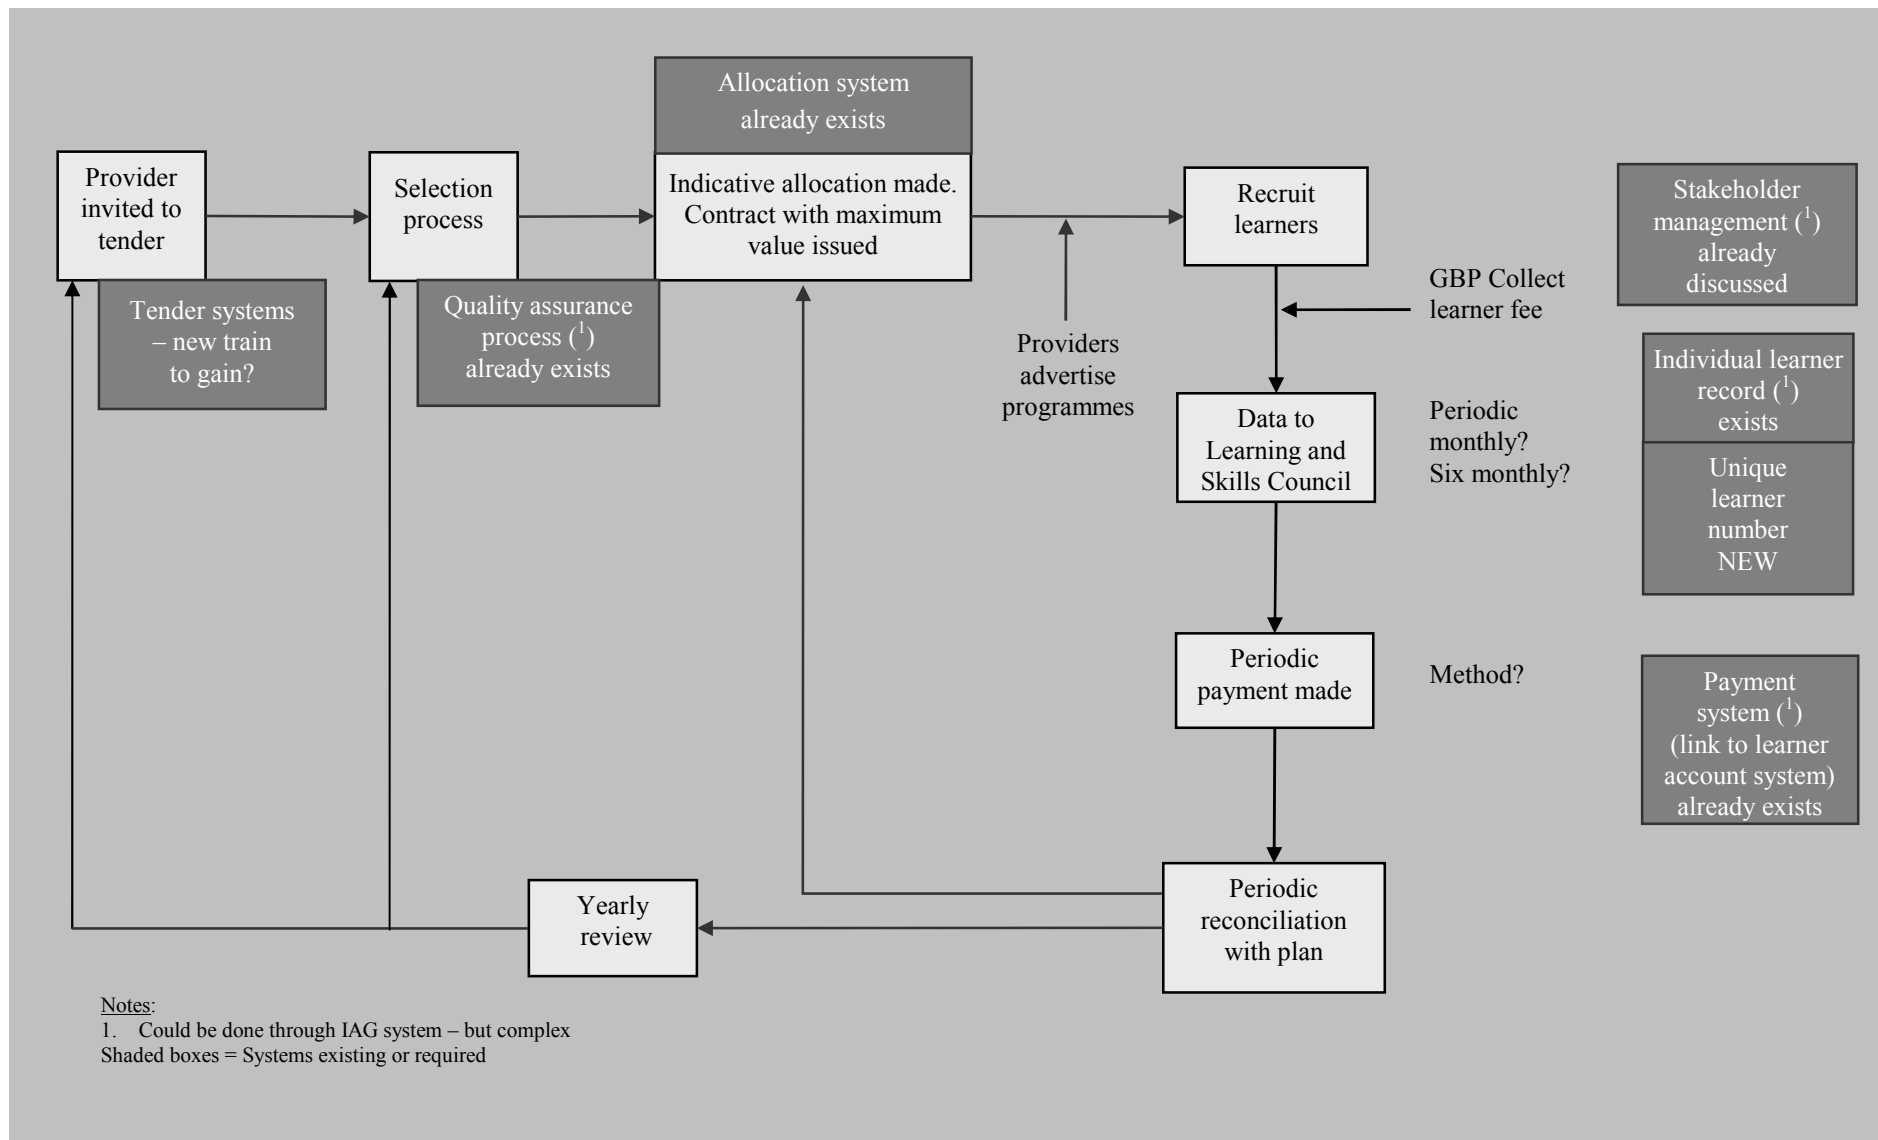 Allocation system
already exists
Provider
invited to
tender
Selection
process
Indicative allocation made.
Contract with maximum
value issued
Recruit
learners
Stakeholder
management (¹)
already
discussed
Tender systems
– new train
to gain?
Quality assurance
process (¹)
already exists
Providers
advertise
programmes
GBP Collect
learner fee
Individual learner
record (¹)
exists
Data to
Learning and
Skills Council
Periodic
monthly?
Six monthly?
Unique
learner
number
NEW
Periodic
payment made
Method?
Payment
system (¹)
(link to learner
account system)
already exists
Yearly
review
Periodic
reconciliation
with plan
Notes:
1. Could be done through IAG system – but complex
Shaded boxes = Systems existing or required